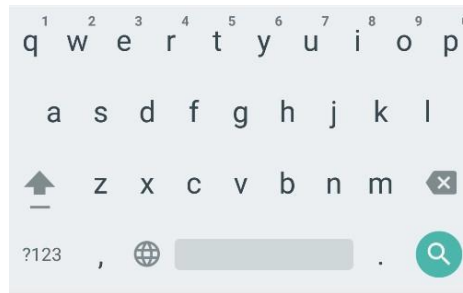 1 2 3 4 5 6 7 8 9
q w e r t y u i o p
a s d f g h j k l
z x c v b n m
?123 , .